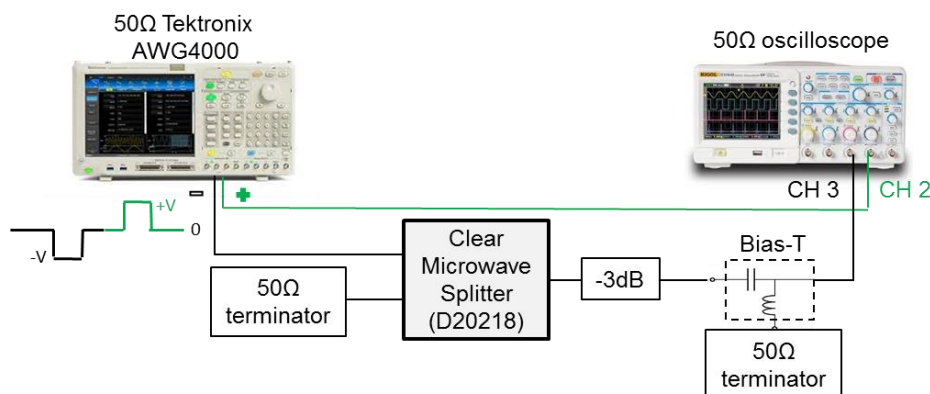 50Ω Tektronix
AWG4000
50Ω oscilloscope
RIGOL
CH 3
CH 2
+V
0
-V
Clear
Microwave
Splitter
(D20218)
50Ω
terminator
-3dB
Bias-T
50Ω
terminator